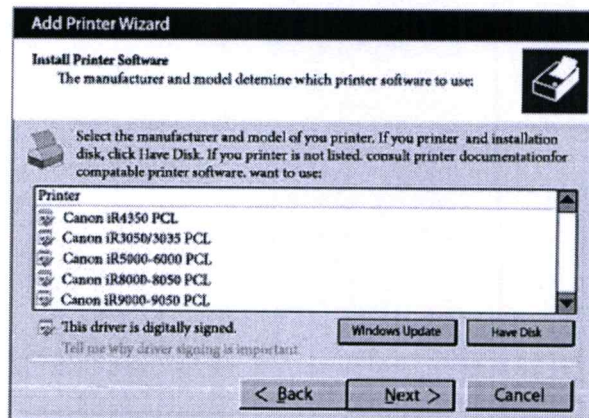 Add Printer Wizard
Install Printer Software
The manufacturer and model detemine which printer software to use:
Select the manufacturer and model of you printer. If you printer and installation
disk, click Have Disk. If you printer is not listed. consult printer documentationfor
compatable printer software. want to use:
Printer
Canon iR4350 PCL
Canon iR3050/3035 PCL
Canon iR5000-6000 PCL
Canon iR8000-8050 PCL
Canon iR9000-9050 PCL
This driver is digitally signed.
Windows Update
Have Disk
Tell me why driver signing is important
< Back
Next >
Cancel